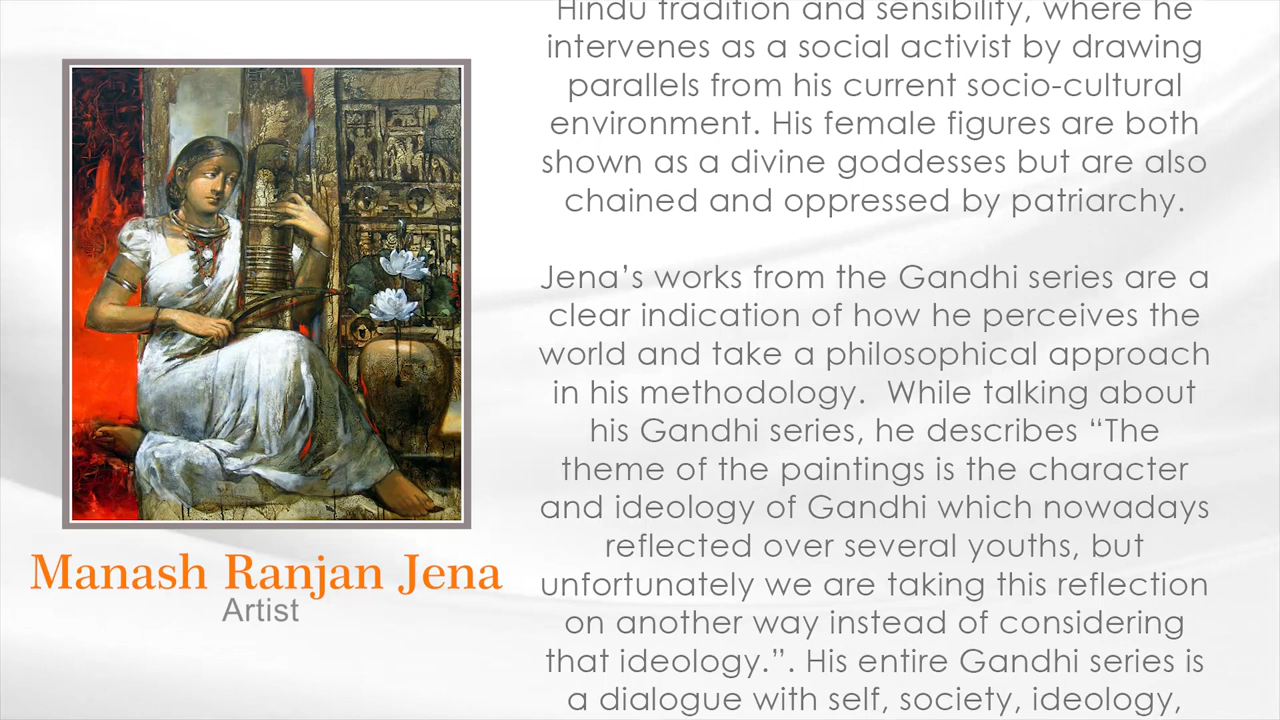 Hindu tradition and sensibility, where he
intervenes as a social activist by drawing
parallels from his current socio-cultural
environment. His female figures are both
shown as a divine goddesses but are also
chained and oppressed by patriarchy.
Jena’s works from the Gandhi series are a
clear indication of how he perceives the
world and take a philosophical approach
in his methodology.  While talking about
his Gandhi series, he describes “The
theme of the paintings is the character
and ideology of Gandhi which nowadays
reflected over several youths, but
unfortunately we are taking this reflection
on another way instead of considering
that ideology.”. His entire Gandhi series is
a dialogue with self, society, ideology,
Manash Ranjan Jena
Artist